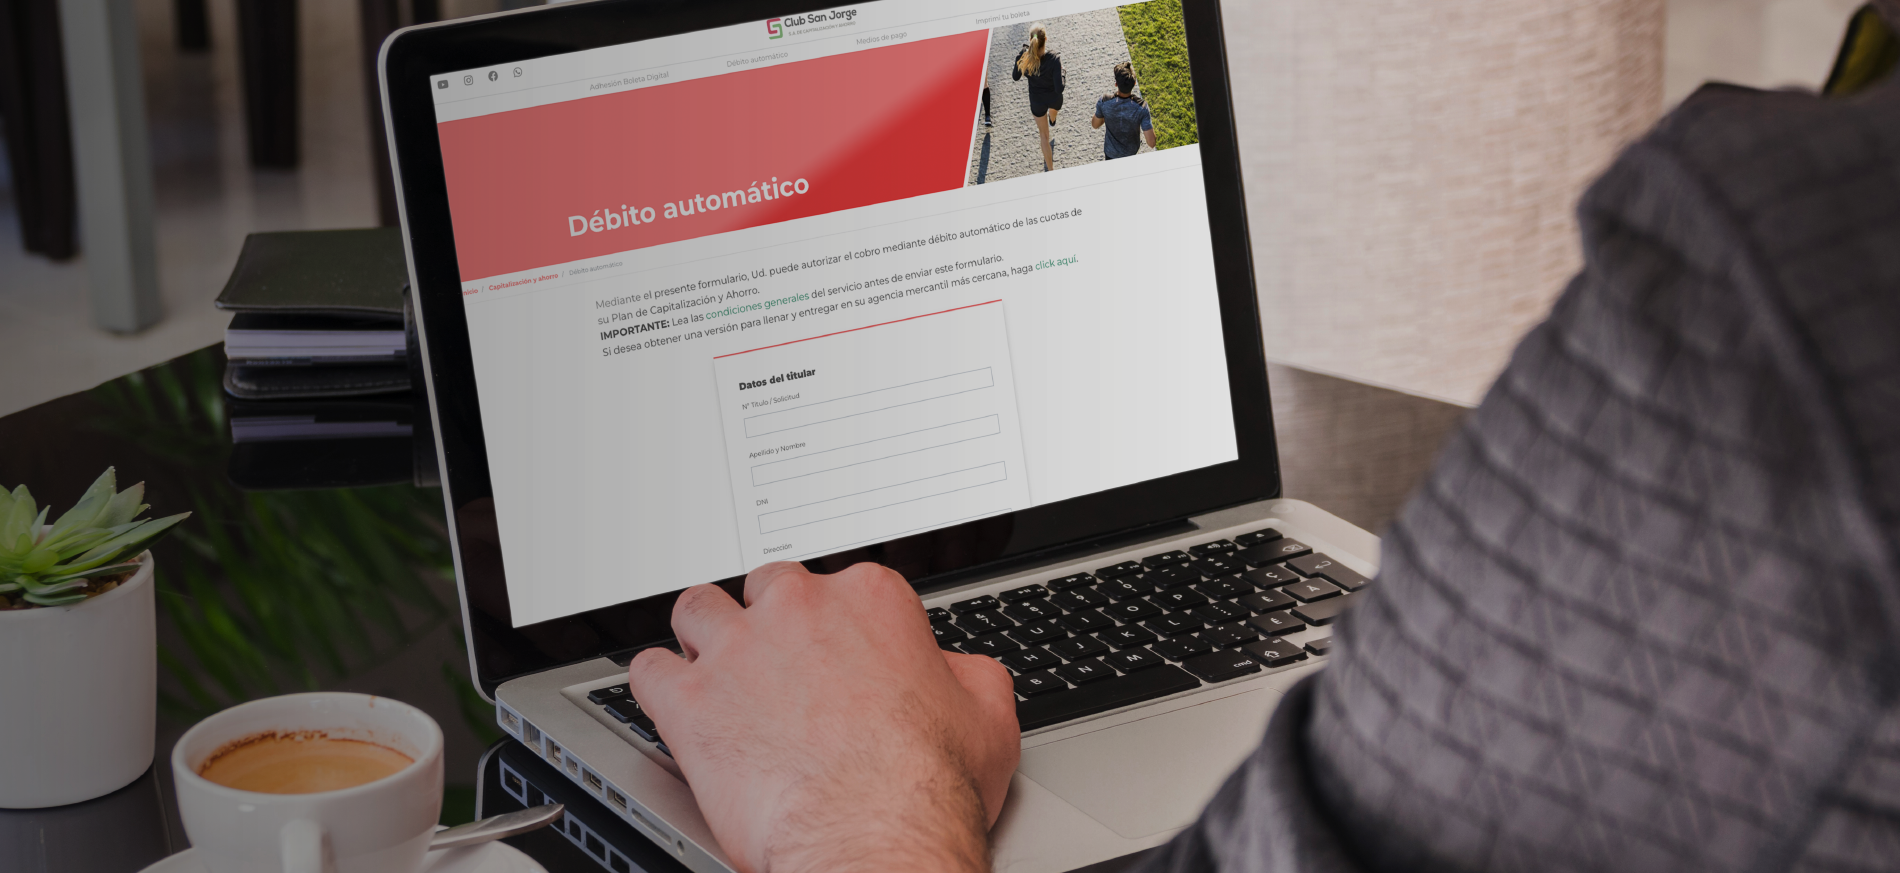 Club San Jorge
S.A. DE CAPITALIZACIÓN Y AHORRO
Adhesión Boleta Digital
Débito automático
Medios de pago
Imprimí tu boleta
Débito automático
Inicio / Capitalización y ahorro / Débito automático
Mediante el presente formulario, Ud. puede autorizar el cobro mediante débito automático de las cuotas de
su Plan de Capitalización y Ahorro.
IMPORTANTE: Lea las condiciones generales del servicio antes de enviar este formulario.
Si desea obtener una versión para llenar y entregar en su agencia mercantil más cercana, haga click aquí.
Datos del titular
N° Título / Solicitud
Apellido y Nombre
DNI
Dirección
Y U I O P
H J K L
B N M
cmd